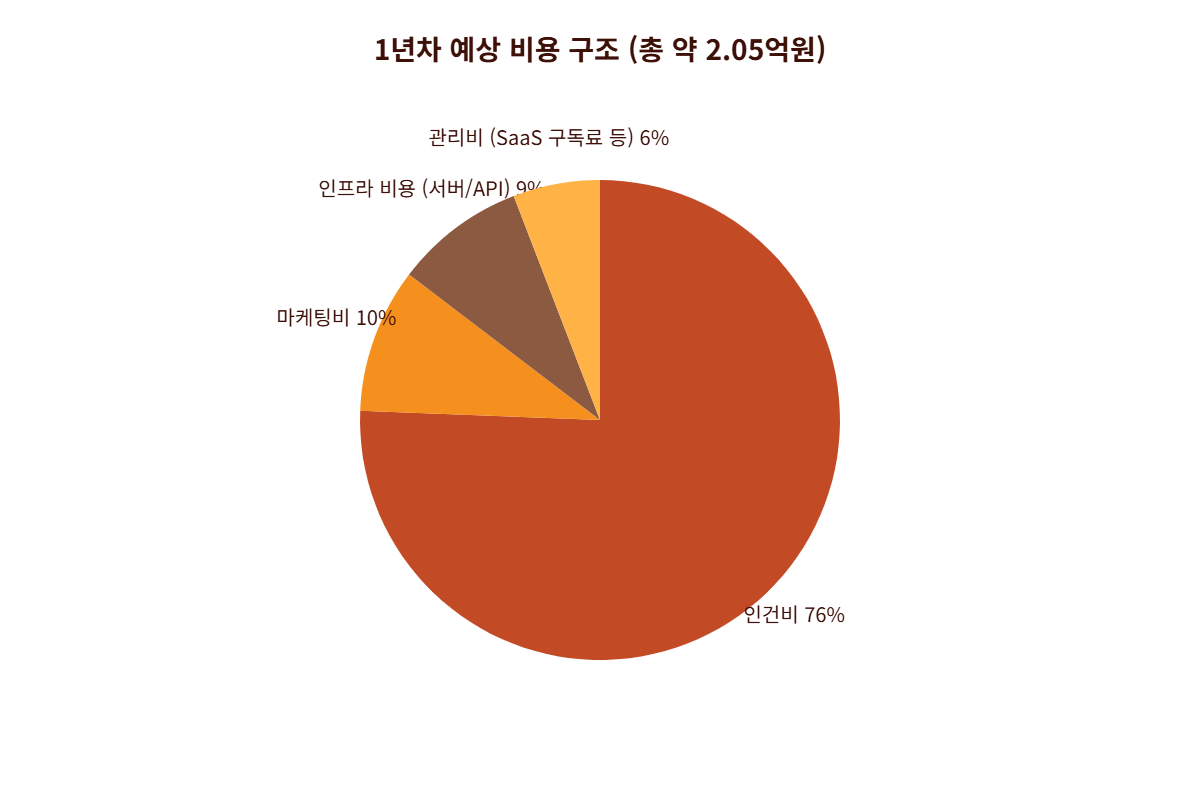 1년차 예상 비용 구조 (총 약 2.05억원)
관리비 (SaaS 구독료 등) 6%
인프라 비용 (서버/API) 9%
마케팅비 10%
인건비 76%